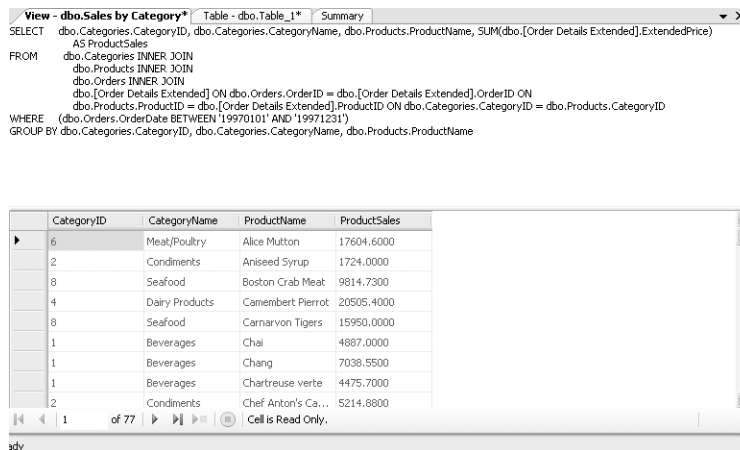 View - dbo.Sales by Category* Table - dbo.Table_1* Summary
SELECT dbo.Categories.CategoryID, dbo.Categories.CategoryName, dbo.Products.ProductName, SUM(dbo.[Order Details Extended].ExtendedPrice)
AS ProductSales
FROM dbo.Categories INNER JOIN
dbo.Products INNER JOIN
dbo.Orders INNER JOIN
dbo.[Order Details Extended] ON dbo.Orders.OrderID = dbo.[Order Details Extended].OrderID ON
dbo.Products.ProductID = dbo.[Order Details Extended].ProductID ON dbo.Categories.CategoryID = dbo.Products.CategoryID
WHERE (dbo.Orders.OrderDate BETWEEN '19970101' AND '19971231')
GROUP BY dbo.Categories.CategoryID, dbo.Categories.CategoryName, dbo.Products.ProductName
CategoryID CategoryName ProductName ProductSales
6 Meat/Poultry Alice Mutton 17604.6000
2 Condiments Aniseed Syrup 1724.0000
8 Seafood Boston Crab Meat 9814.7300
4 Dairy Products Camembert Pierrot 20505.4000
8 Seafood Carnarvon Tigers 15950.0000
1 Beverages Chai 4887.0000
1 Beverages Chang 7038.5500
1 Beverages Chartreuse verte 4475.7000
2 Condiments Chef Anton's Ca... 5214.8800
1 of 77 Cell is Read Only.
ady